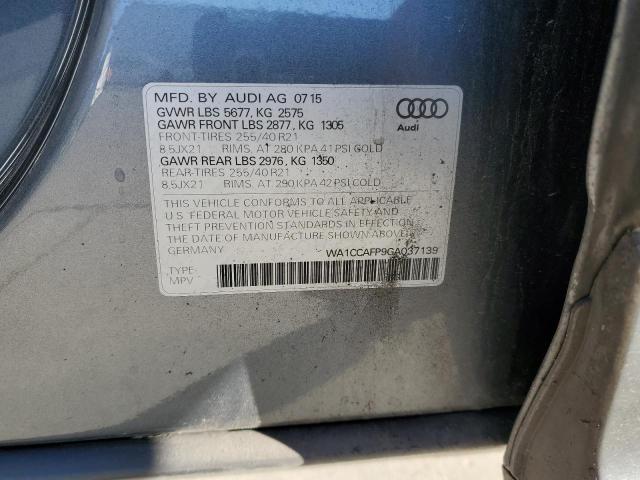 MFD. BY AUDI AG 07 15
GVWR LBS 5677, KG 2575
GAWR FRONT LBS 2877, KG 1305
FRONT-TIRES 255/40 R21
8.5JX21 RIMS, AT 280 KPA 41 PSI COLD
GAWR REAR LBS 2976, KG 1350
REAR-TIRES 255/40 R21
8.5JX21 RIMS, AT 290 KPA 42 PSI COLD
Audi
THIS VEHICLE CONFORMS TO ALL APPLICABLE
U.S. FEDERAL MOTOR VEHICLE SAFETY AND
THEFT PREVENTION STANDARDS IN EFFECT ON
THE DATE OF MANUFACTURE SHOWN ABOVE.
GERMANY
WA1CCAFP9GA037139
TYPE:
MPV